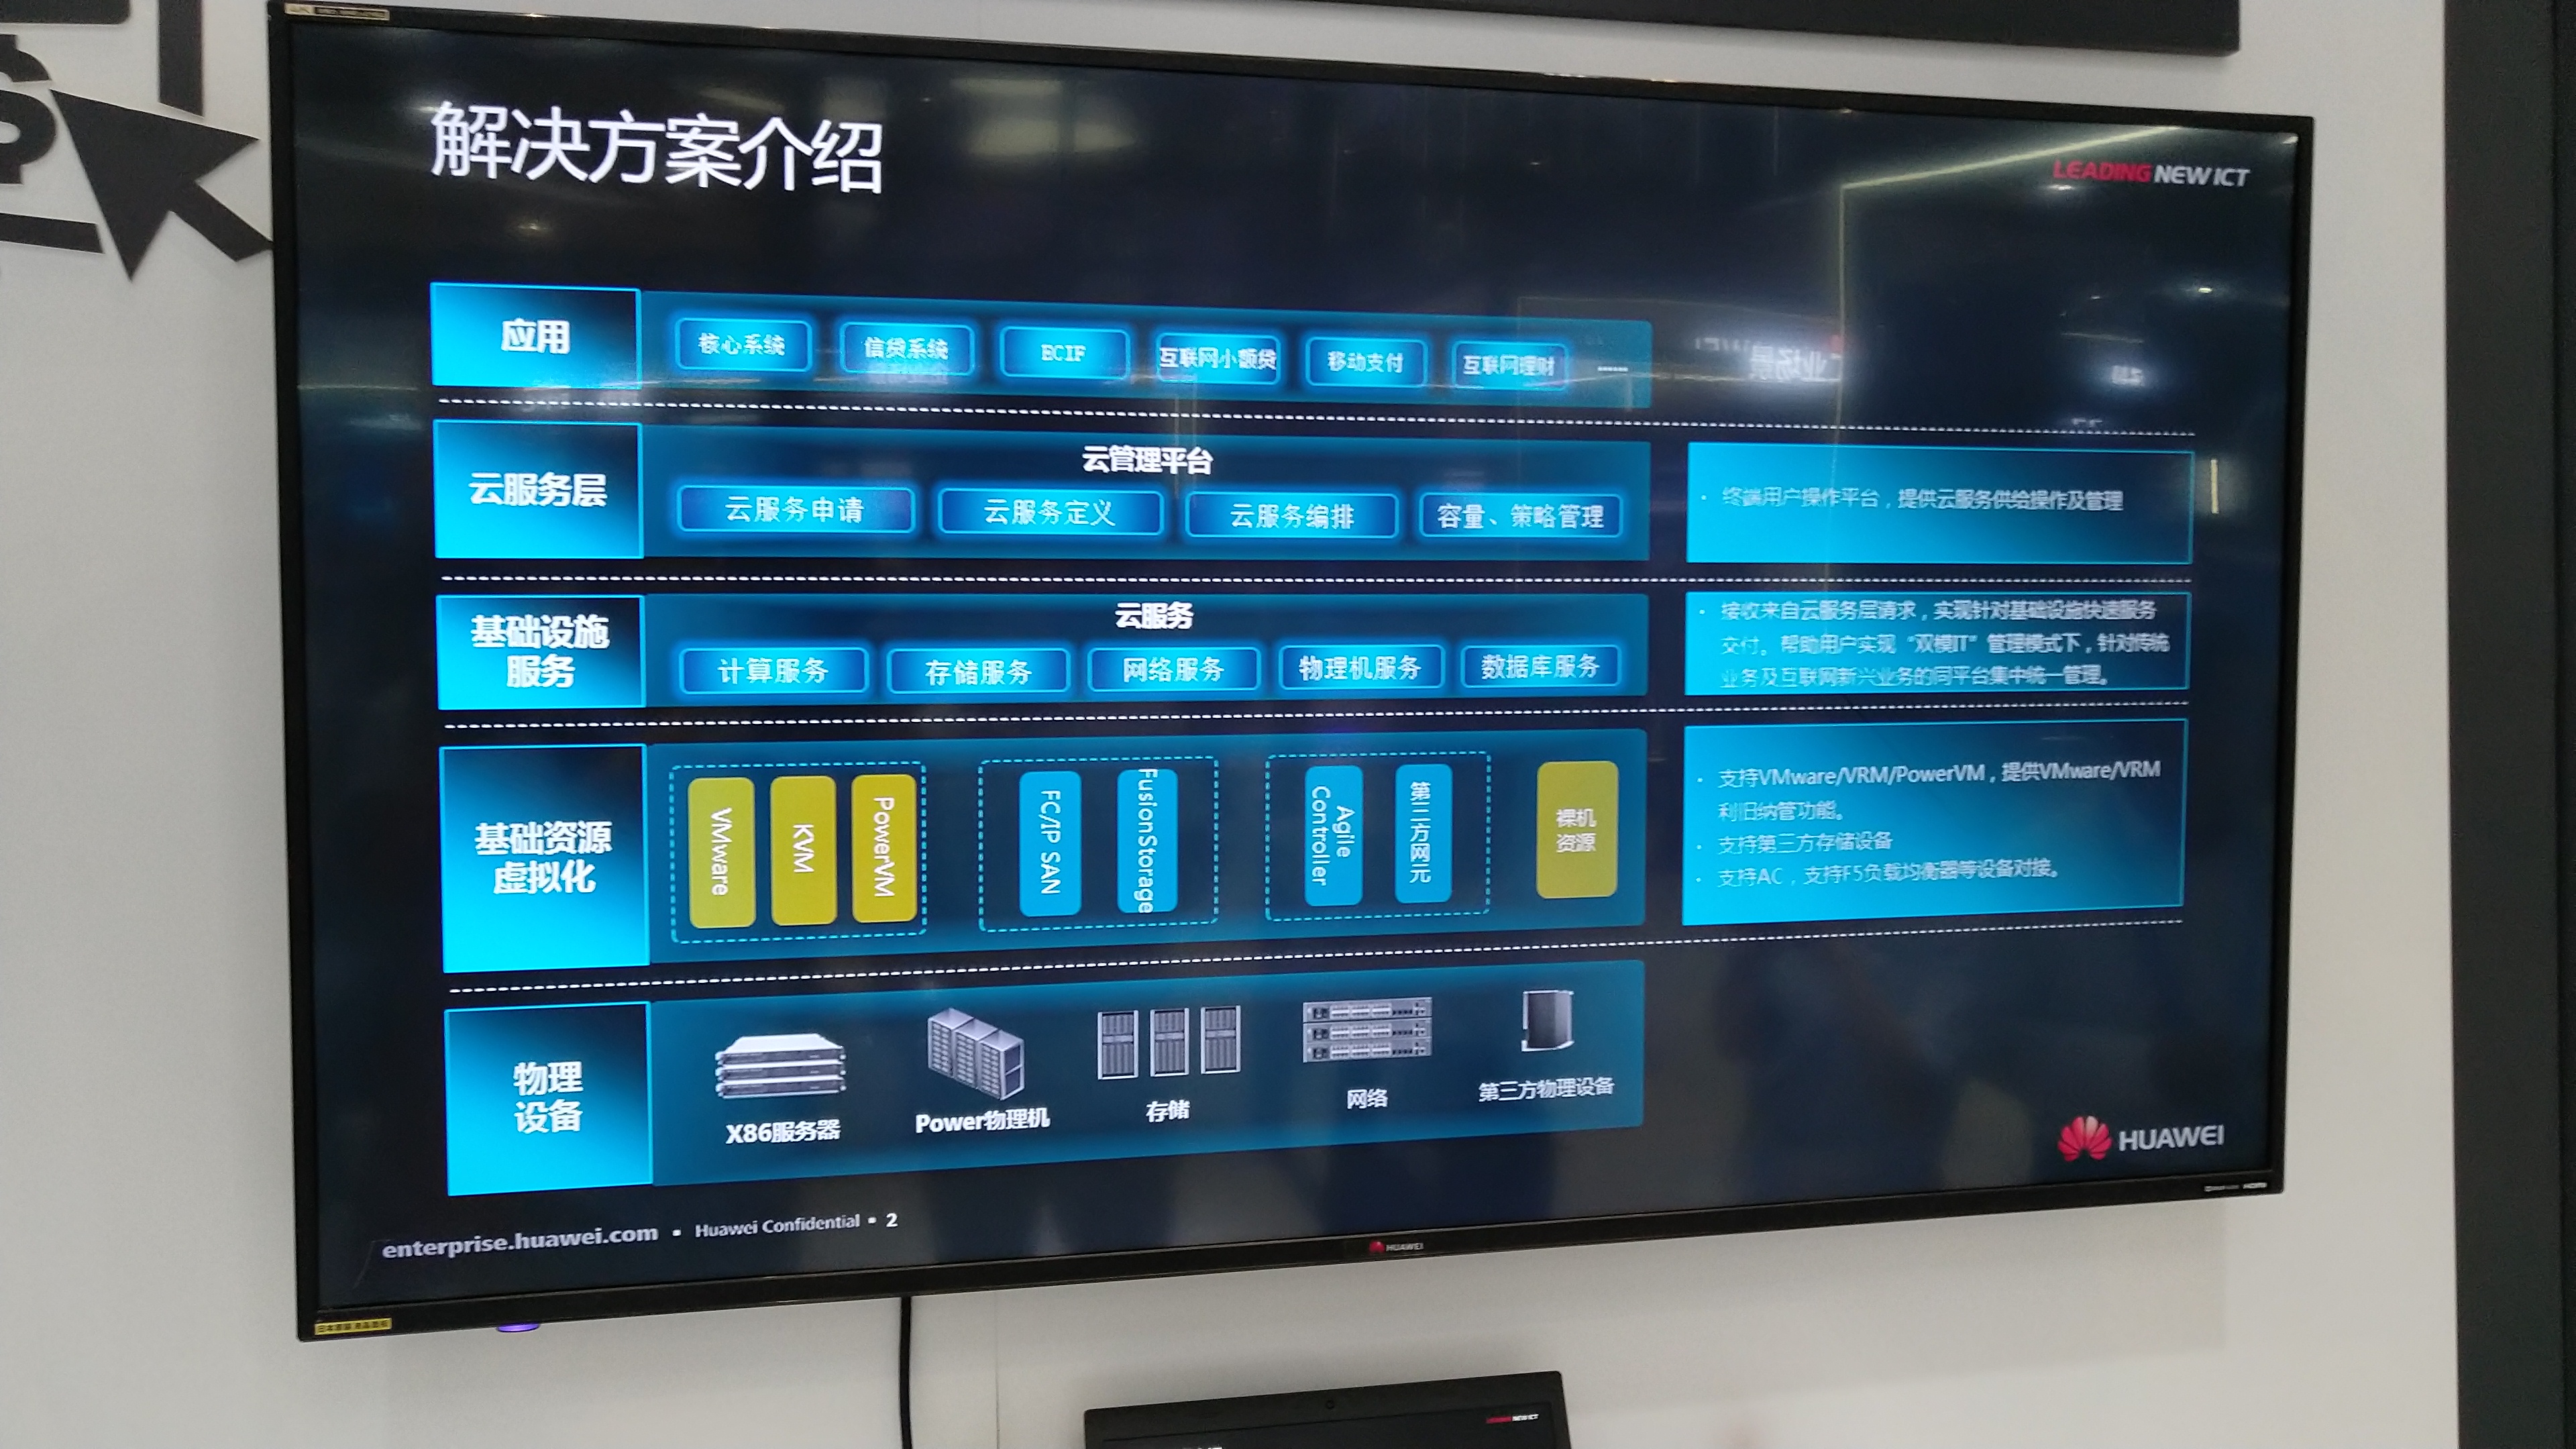 解决方案介绍
LEADING NEW ICT
应用
核心系统
信贷系统
ECIF
互联网小额贷
移动支付
互联网理财
......
云服务层
云管理平台
云服务申请
云服务定义
云服务编排
容量、策略管理
• 终端用户操作平台，提供云服务供给操作及管理
基础设施
服务
云服务
计算服务
存储服务
网络服务
物理机服务
数据库服务
• 接收来自云服务层请求，实现针对基础设施快速服务
交付。帮助用户实现“双模IT”管理模式下，针对传统
业务及互联网新兴业务的同平台集中统一管理。
基础资源
虚拟化
VMware
KVM
PowerVM
FC/IP SAN
FusionStorage
Agile
Controller
第三方网元
裸机
资源
• 支持VMware/VRM/PowerVM，提供VMware/VRM
利旧纳管功能。
• 支持第三方存储设备
• 支持AC，支持F5负载均衡器等设备对接。
物理
设备
X86服务器
Power物理机
存储
网络
第三方物理设备
HUAWEI
enterprise.huawei.com ▪ Huawei Confidential ▪ 2
HUAWEI
LEADING NEW ICT